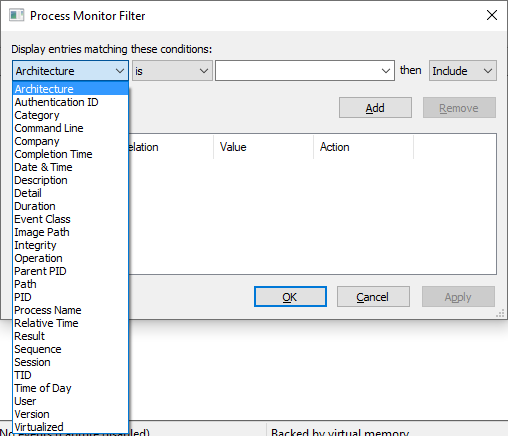 Process Monitor Filter
Display entries matching these conditions:
Architecture is then Include
Architecture
Authentication ID
Category
Command Line
Company
Completion Time
Date & Time
Description
Detail
Duration
Event Class
Image Path
Integrity
Operation
Parent PID
Path
PID
Process Name
Relative Time
Result
Sequence
Session
TID
Time of Day
User
Version
Virtualized
Add Remove
Value Action
OK Cancel Apply
No events
Backed by virtual memory